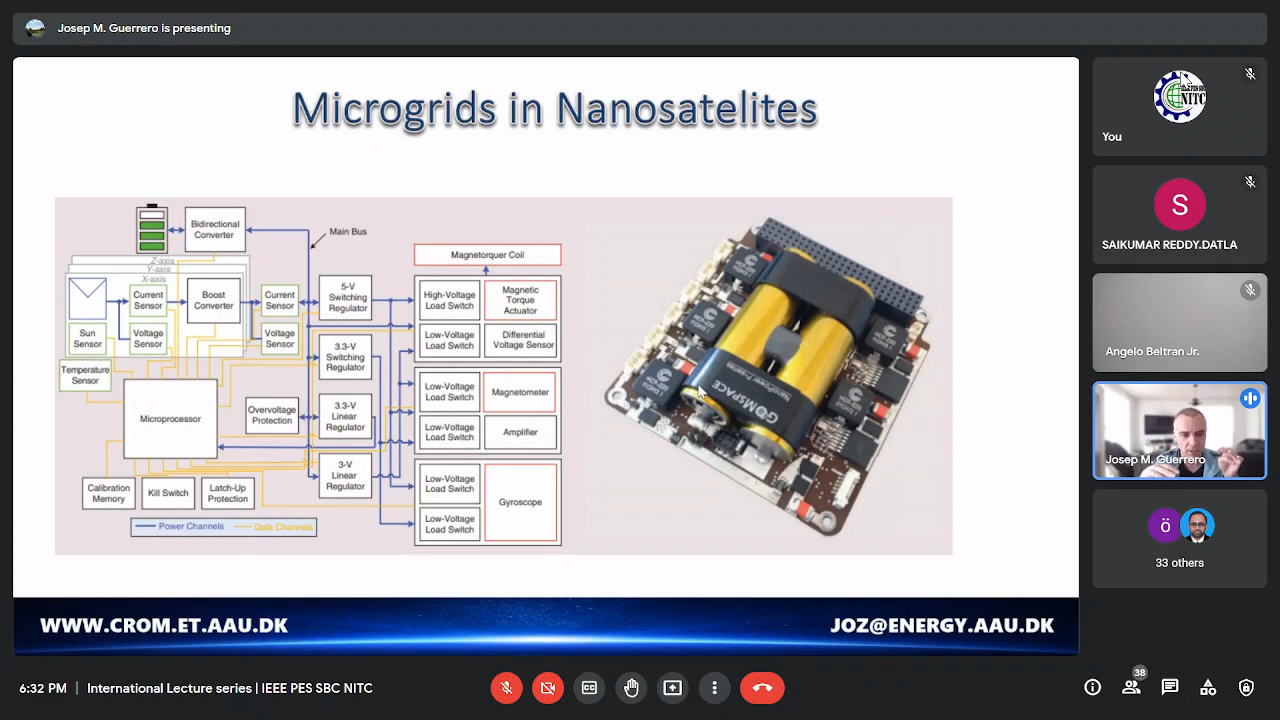 Josep M. Guerrero is presenting
Microgrids in Nanosatelites
Bidirectional
Converter
Main Bus
Z-axis
Y-axis
X-axis
Current
Sensor
Boost
Converter
Current
Sensor
Sun
Sensor
Voltage
Sensor
Voltage
Sensor
Temperature
Sensor
Microprocessor
Overvoltage
Protection
Calibration
Memory
Kill Switch
Latch-Up
Protection
Power Channels
Data Channels
5-V
Switching
Regulator
3.3-V
Switching
Regulator
3.3-V
Linear
Regulator
3-V
Linear
Regulator
Magnetorquer Coil
High-Voltage
Load Switch
Magnetic
Torque
Actuator
Low-Voltage
Load Switch
Differential
Voltage Sensor
Low-Voltage
Load Switch
Magnetometer
Low-Voltage
Load Switch
Amplifier
Low-Voltage
Load Switch
Gyroscope
Low-Voltage
Load Switch
GOMSPACE
NanoPower P-series
WWW.CROM.ET.AAU.DK
JOZ@ENERGY.AAU.DK
NITC
You
S
SAIKUMAR REDDY.DATLA
Angelo Beltran Jr.
Josep M. Guerrero
ö
33 others
6:32 PM
International Lecture series | IEEE PES SBC NITC
CC
38